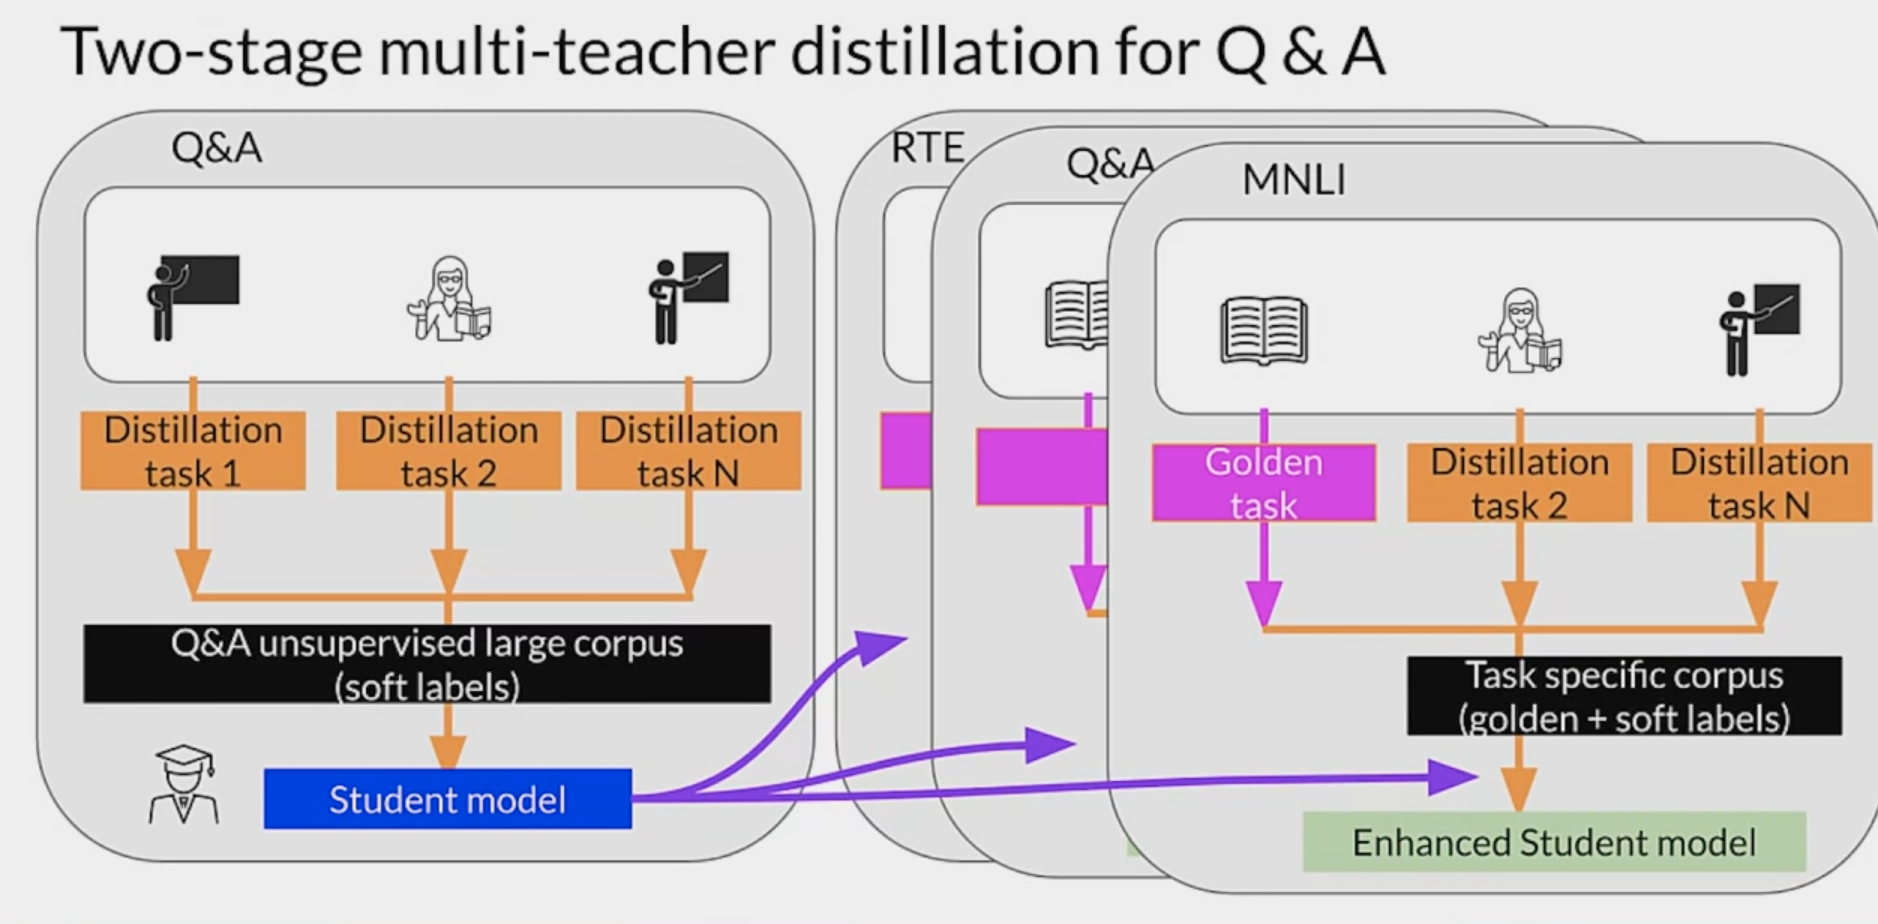 Two-stage multi-teacher distillation for Q & A
Q&A
Distillation
task 1
Distillation
task 2
Distillation
task N
Q&A unsupervised large corpus
(soft labels)
Student model
RTE
Q&A
MNLI
Golden
task
Distillation
task 2
Distillation
task N
Task specific corpus
(golden + soft labels)
Enhanced Student model